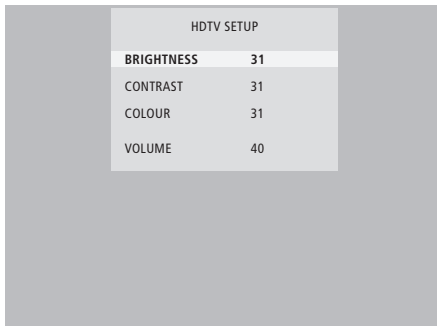 HDTV SETUP
BRIGHTNESS 31
CONTRAST 31
COLOUR 31
VOLUME 40